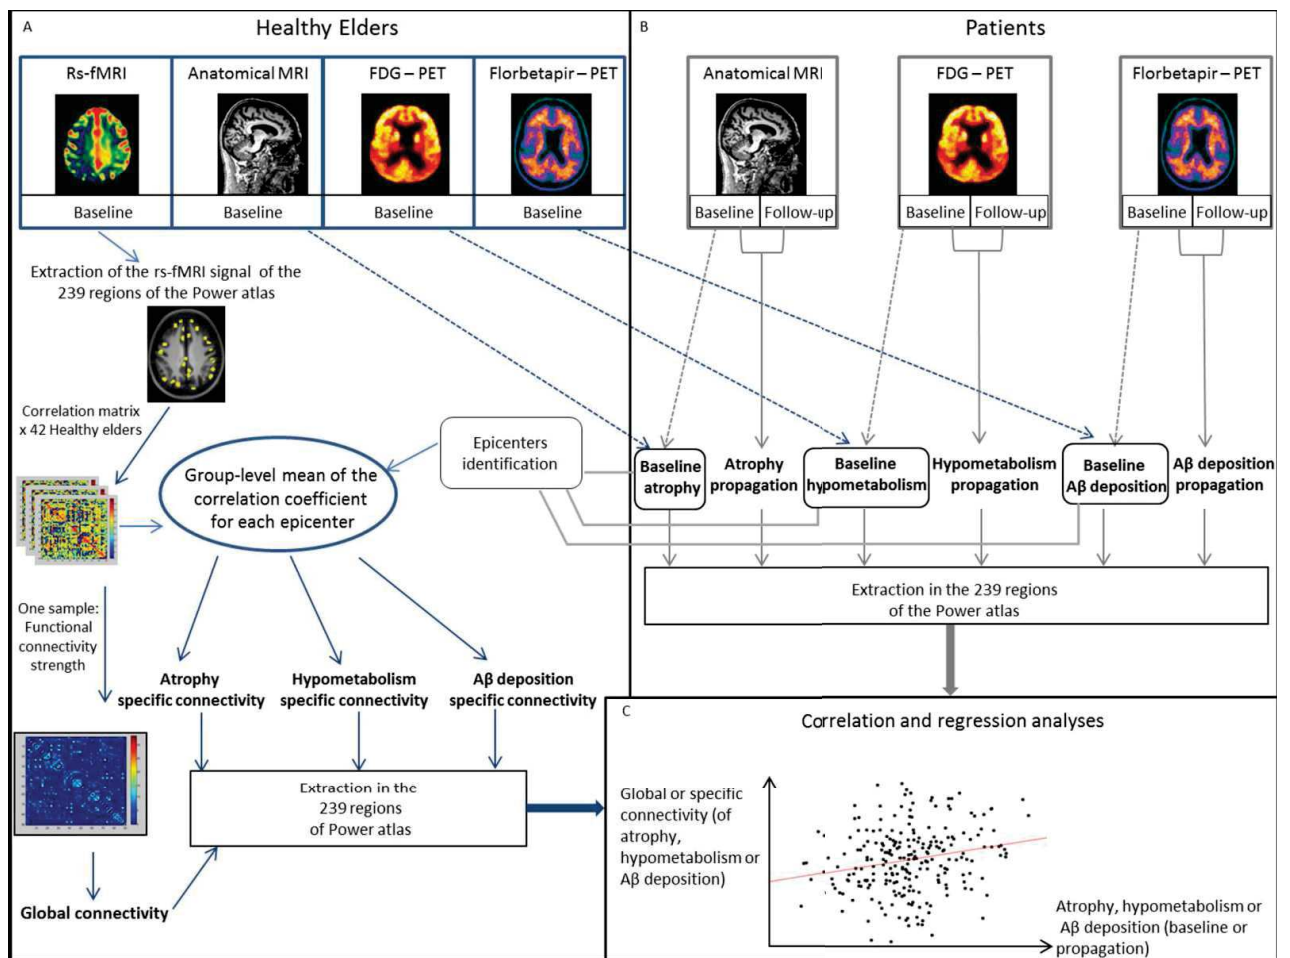 A
Healthy Elders
Rs-fMRI
Anatomical MRI
FDG – PET
Florbetapir – PET
Baseline
Baseline
Baseline
Baseline
Extraction of the rs-fMRI signal of the
239 regions of the Power atlas
Correlation matrix
x 42 Healthy elders
Group-level mean of the
correlation coefficient
for each epicenter
Epicenters
identification
One sample:
Functional
connectivity
strength
Atrophy
specific connectivity
Hypometabolism
specific connectivity
Aβ deposition
specific connectivity
Extraction in the
239 regions
of Power atlas
Global connectivity
B
Patients
Anatomical MRI
FDG – PET
Florbetapir – PET
Baseline
Follow-up
Baseline
Follow-up
Baseline
Follow-up
Baseline
atrophy
Atrophy
propagation
Baseline
hypometabolism
Hypometabolism
propagation
Baseline
Aβ deposition
Aβ deposition
propagation
Extraction in the 239 regions
of the Power atlas
C
Correlation and regression analyses
Global or specific
connectivity (of
atrophy,
hypometabolism or
Aβ deposition)
Atrophy, hypometabolism or
Aβ deposition (baseline or
propagation)